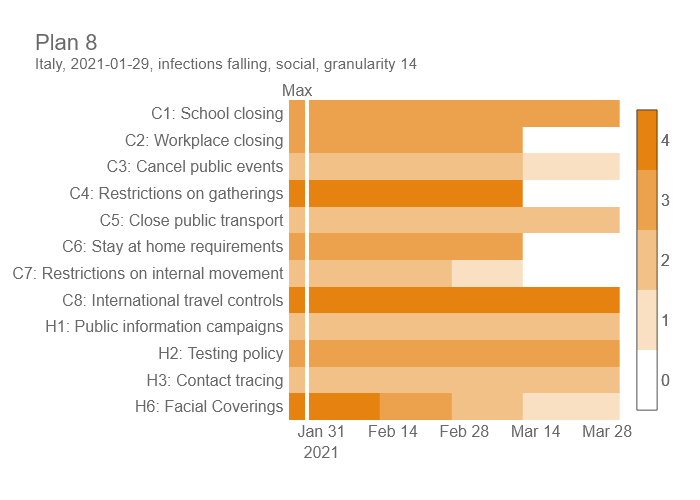 Plan 8
Italy, 2021-01-29, infections falling, social, granularity 14
Max
C1: School closing
C2: Workplace closing
C3: Cancel public events
C4: Restrictions on gatherings
C5: Close public transport
C6: Stay at home requirements
C7: Restrictions on internal movement
C8: International travel controls
H1: Public information campaigns
H2: Testing policy
H3: Contact tracing
H6: Facial Coverings
Jan 31 Feb 14 Feb 28 Mar 14 Mar 28
2021
4
3
2
1
0